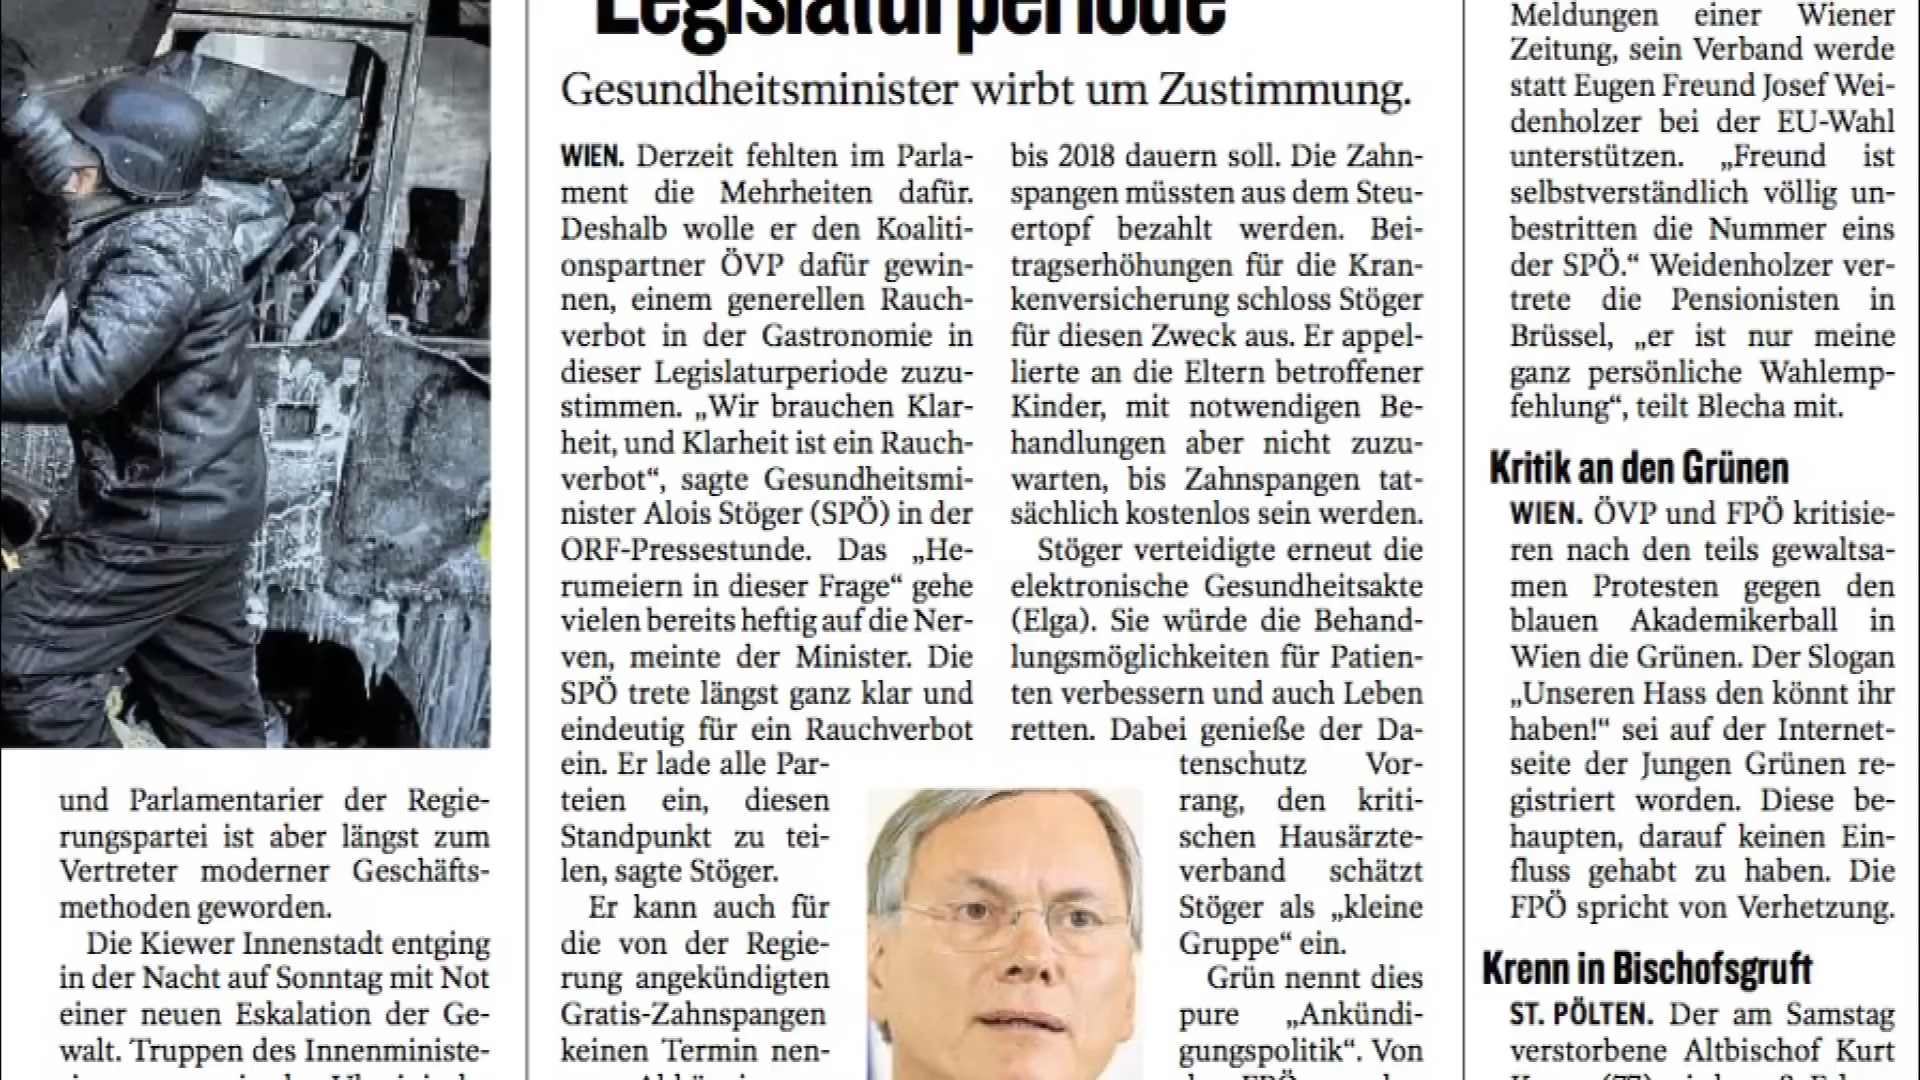 und Parlamentarier der Regie-
rungspartei ist aber längst zum
Vertreter moderner Geschäfts-
methoden geworden.
Die Kiewer Innenstadt entging
in der Nacht auf Sonntag mit Not
einer neuen Eskalation der Ge-
walt. Truppen des Innenministe-
Legislaturperiode
Gesundheitsminister wirbt um Zustimmung.
WIEN. Derzeit fehlten im Parla-
ment die Mehrheiten dafür.
Deshalb wolle er den Koaliti-
onspartner ÖVP dafür gewin-
nen, einem generellen Rauch-
verbot in der Gastronomie in
dieser Legislaturperiode zuzu-
stimmen. „Wir brauchen Klar-
heit, und Klarheit ist ein Rauch-
verbot“, sagte Gesundheitsmi-
nister Alois Stöger (SPÖ) in der
ORF-Pressestunde. Das „He-
rumeiern in dieser Frage“ gehe
vielen bereits heftig auf die Ner-
ven, meinte der Minister. Die
SPÖ trete längst ganz klar und
eindeutig für ein Rauchverbot
ein. Er lade alle Par-
teien ein, diesen
Standpunkt zu tei-
len, sagte Stöger.
Er kann auch für
die von der Regie-
rung angekündigten
Gratis-Zahnspangen
keinen Termin nen-
bis 2018 dauern soll. Die Zahn-
spangen müssten aus dem Steu-
ertopf bezahlt werden. Bei-
tragserhöhungen für die Kran-
kenversicherung schloss Stöger
für diesen Zweck aus. Er appel-
lierte an die Eltern betroffener
Kinder, mit notwendigen Be-
handlungen aber nicht zuzu-
warten, bis Zahnspangen tat-
sächlich kostenlos sein werden.
Stöger verteidigte erneut die
elektronische Gesundheitsakte
(Elga). Sie würde die Behand-
lungsmöglichkeiten für Patien-
ten verbessern und auch Leben
retten. Dabei genieße der Da-
tenschutz Vor-
rang, den kriti-
schen Hausärzte-
verband schätzt
Stöger als „kleine
Gruppe“ ein.
Grün nennt dies
pure „Ankündi-
gungspolitik“. Von
Meldungen einer Wiener
Zeitung, sein Verband werde
statt Eugen Freund Josef Wei-
denholzer bei der EU-Wahl
unterstützen. „Freund ist
selbstverständlich völlig un-
bestritten die Nummer eins
der SPÖ.“ Weidenholzer ver-
trete die Pensionisten in
Brüssel, „er ist nur meine
ganz persönliche Wahlemp-
fehlung“, teilt Blecha mit.
Kritik an den Grünen
WIEN. ÖVP und FPÖ kritisie-
ren nach den teils gewaltsa-
men Protesten gegen den
blauen Akademikerball in
Wien die Grünen. Der Slogan
„Unseren Hass den könnt ihr
haben!“ sei auf der Internet-
seite der Jungen Grünen re-
gistriert worden. Diese be-
haupten, darauf keinen Ein-
fluss gehabt zu haben. Die
FPÖ spricht von Verhetzung.
Krenn in Bischofsgruft
ST. PÖLTEN. Der am Samstag
verstorbene Altbischof Kurt